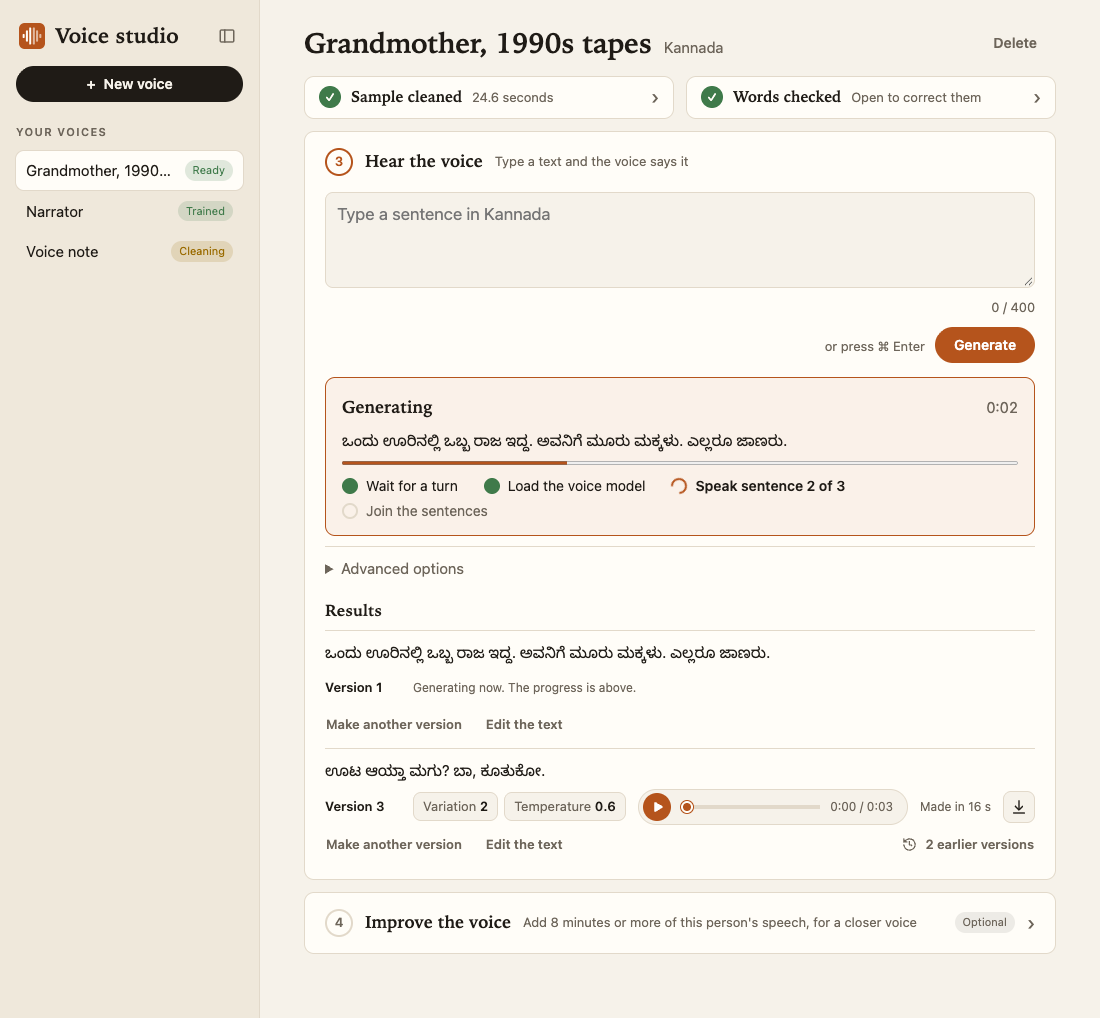 Voice studio
+ New voice
YOUR VOICES
Grandmother, 1990... Ready
Narrator Trained
Voice note Cleaning
Grandmother, 1990s tapes Kannada Delete
Sample cleaned 24.6 seconds
Words checked Open to correct them
3 Hear the voice Type a text and the voice says it
Type a sentence in Kannada
0 / 400
or press ⌘ Enter Generate
Generating 0:02
ಒಂದು ಊರಿನಲ್ಲಿ ಒಬ್ಬ ರಾಜ ಇದ್ದ. ಅವನಿಗೆ ಮೂರು ಮಕ್ಕಳು. ಎಲ್ಲರೂ ಜಾಣರು.
Wait for a turn Load the voice model Speak sentence 2 of 3
Join the sentences
Advanced options
Results
ಒಂದು ಊರಿನಲ್ಲಿ ಒಬ್ಬ ರಾಜ ಇದ್ದ. ಅವನಿಗೆ ಮೂರು ಮಕ್ಕಳು. ಎಲ್ಲರೂ ಜಾಣರು.
Version 1 Generating now. The progress is above.
Make another version Edit the text
ಊಟ ಆಯ್ತಾ ಮಗು? ಬಾ, ಕೂತುಕೋ.
Version 3 Variation 2 Temperature 0.6 0:00 / 0:03 Made in 16 s
Make another version Edit the text 2 earlier versions
4 Improve the voice Add 8 minutes or more of this person's speech, for a closer voice Optional